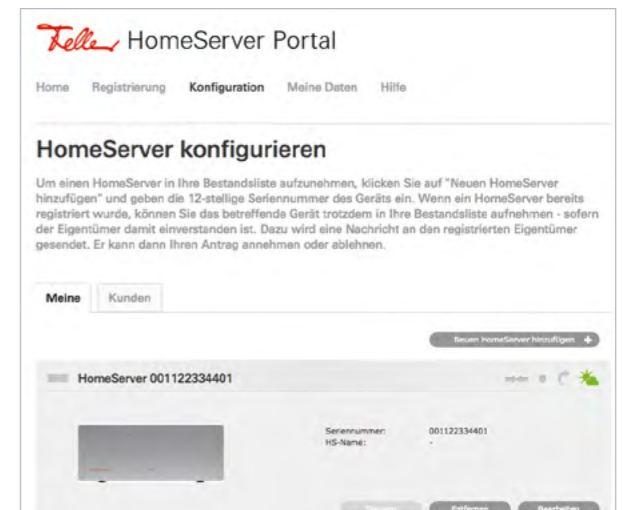 Feller HomeServer Portal
Home Registrierung Konfiguration Meine Daten Hilfe
HomeServer konfigurieren
Um einen HomeServer in Ihre Bestandsliste aufzunehmen, klicken Sie auf "Neuen HomeServer
hinzufügen" und geben die 12-stellige Seriennummer des Geräts ein. Wenn ein HomeServer bereits
registriert wurde, können Sie das betreffende Gerät trotzdem in Ihre Bestandsliste aufnehmen - sofern
der Eigentümer damit einverstanden ist. Dazu wird eine Nachricht an den registrierten Eigentümer
gesendet. Er kann dann Ihren Antrag annehmen oder ablehnen.
Meine Kunden
Neuen HomeServer hinzufügen +
HomeServer 001122334401
Seriennummer: 001122334401
HS-Name: -
Entfernen Bearbeiten